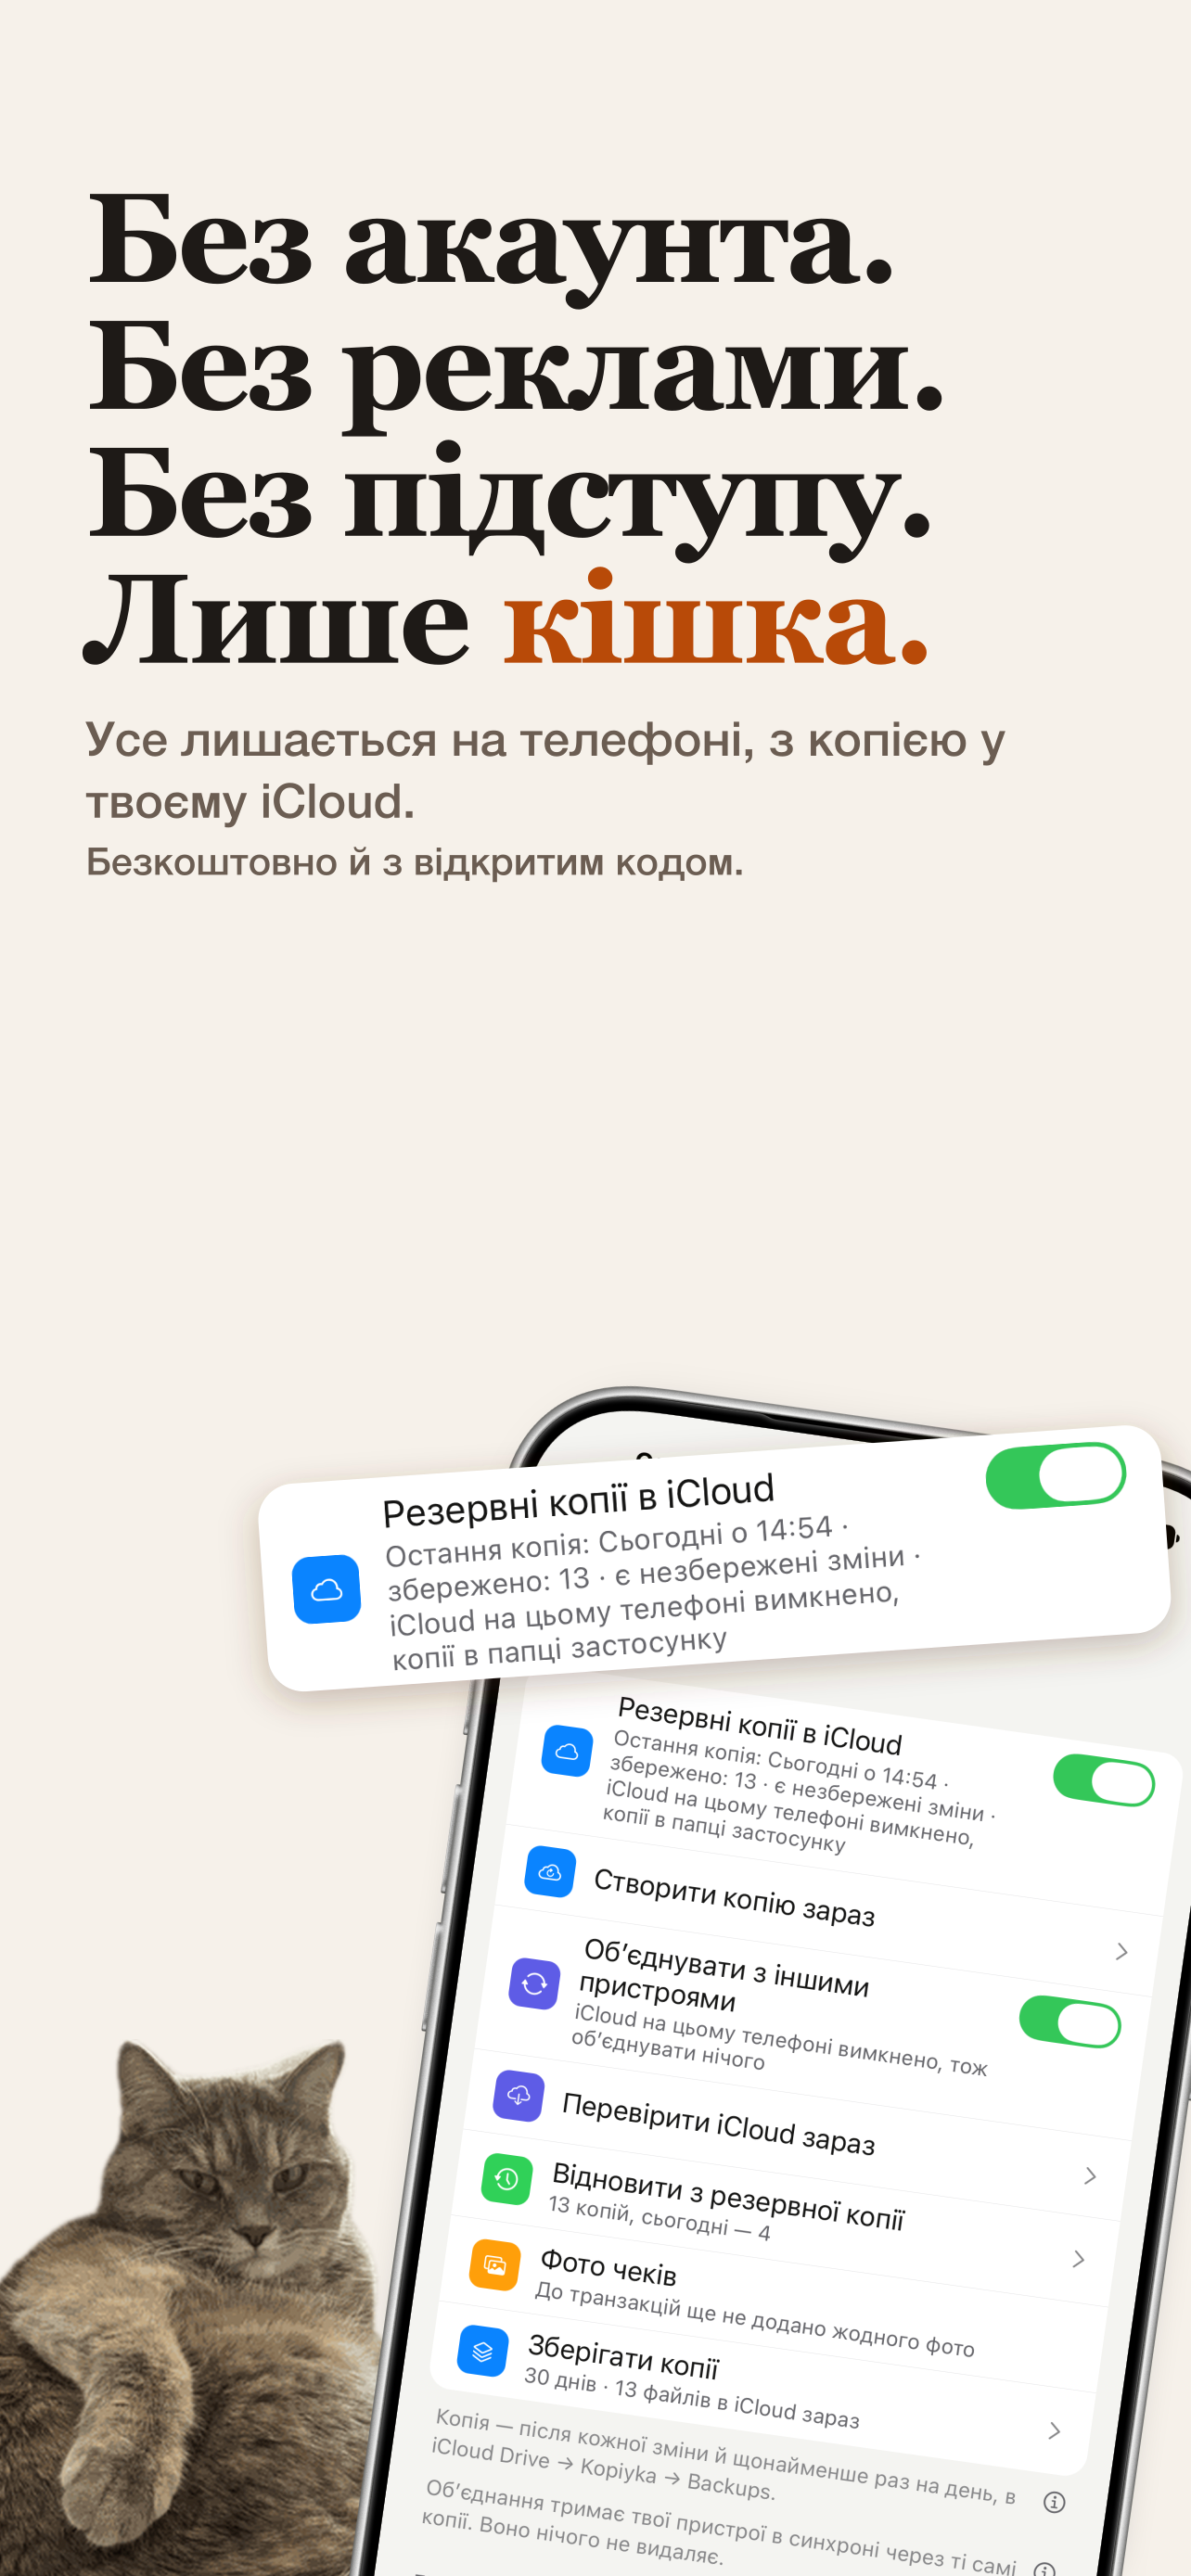 Без акаунта.
Без реклами.
Без підступу.
Лише кішка.
Усе лишається на телефоні, з копією у
твоєму iCloud.
Безкоштовно й з відкритим кодом.
Резервні копії в iCloud
Остання копія: Сьогодні о 14:54 ·
збережено: 13 · є незбережені зміни ·
iCloud на цьому телефоні вимкнено,
копії в папці застосунку
Резервні копії в iCloud
Остання копія: Сьогодні о 14:54 ·
збережено: 13 · є незбережені зміни ·
iCloud на цьому телефоні вимкнено,
копії в папці застосунку
Створити копію зараз
Обʼєднувати з іншими
пристроями
iCloud на цьому телефоні вимкнено, тож
обʼєднувати нічого
Перевірити iCloud зараз
Відновити з резервної копії
13 копій, сьогодні — 4
Фото чеків
До транзакцій ще не додано жодного фото
Зберігати копії
30 днів · 13 файлів в iCloud зараз
Копія — після кожної зміни й щонайменше раз на день, в
iCloud Drive → Kopiyka → Backups.
Обʼєднання тримає твої пристрої в синхроні через ті самі
копії. Воно нічого не видаляє.